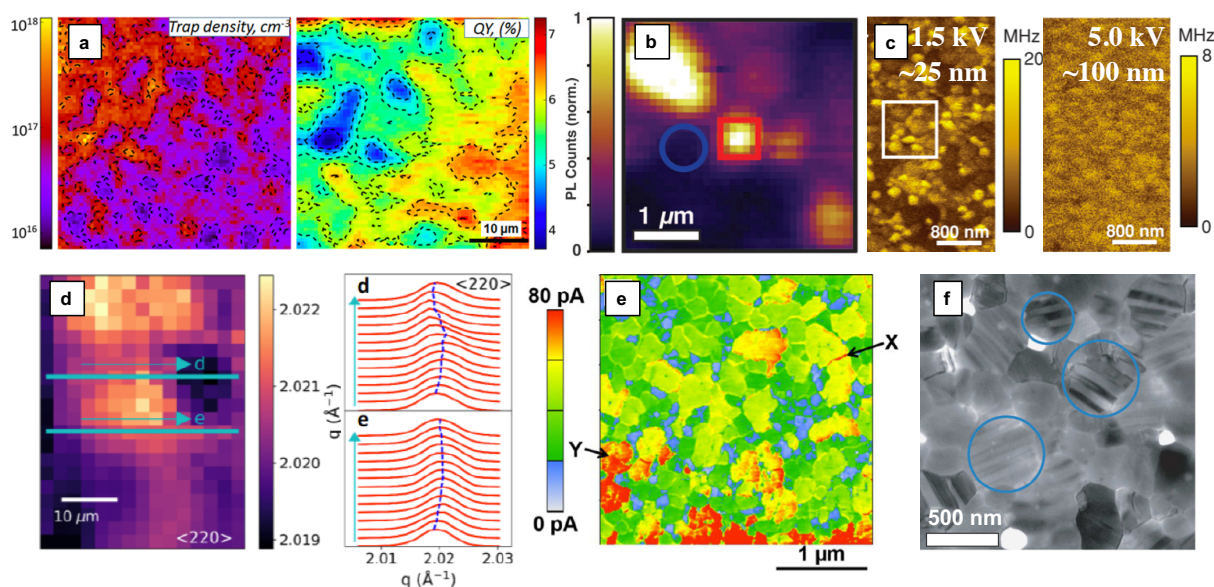 a
Trap density, cm⁻³
10¹⁸
10¹⁷
10¹⁶
QY, (%)
7
6
5
4
10 µm
b
PL Counts (norm.)
1
0
1 µm
c
1.5 kV
~25 nm
MHz
20
0
800 nm
5.0 kV
~100 nm
MHz
8
0
800 nm
d
d
e
10 µm
<220>
2.022
2.021
2.020
2.019
q (Å⁻¹)
d
<220>
e
2.01 2.02 2.03
q (Å⁻¹)
80 pA
0 pA
e
X
Y
1 µm
f
500 nm